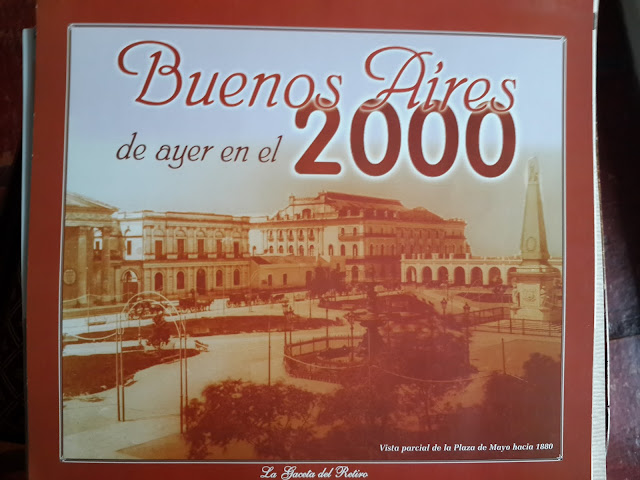 Buenos Aires
de ayer en el 2000
Vista parcial de la Plaza de Mayo hacia 1880
La Gaceta del Retiro